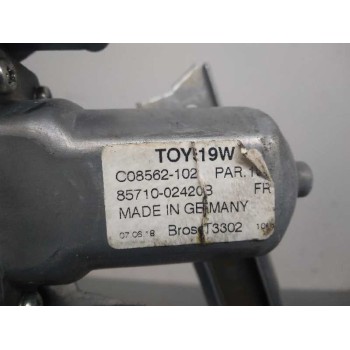 TOY:19W
C08562-102 PAR.
85710-02420B FR
MADE IN GERMANY
07.06.18 Brose T3302